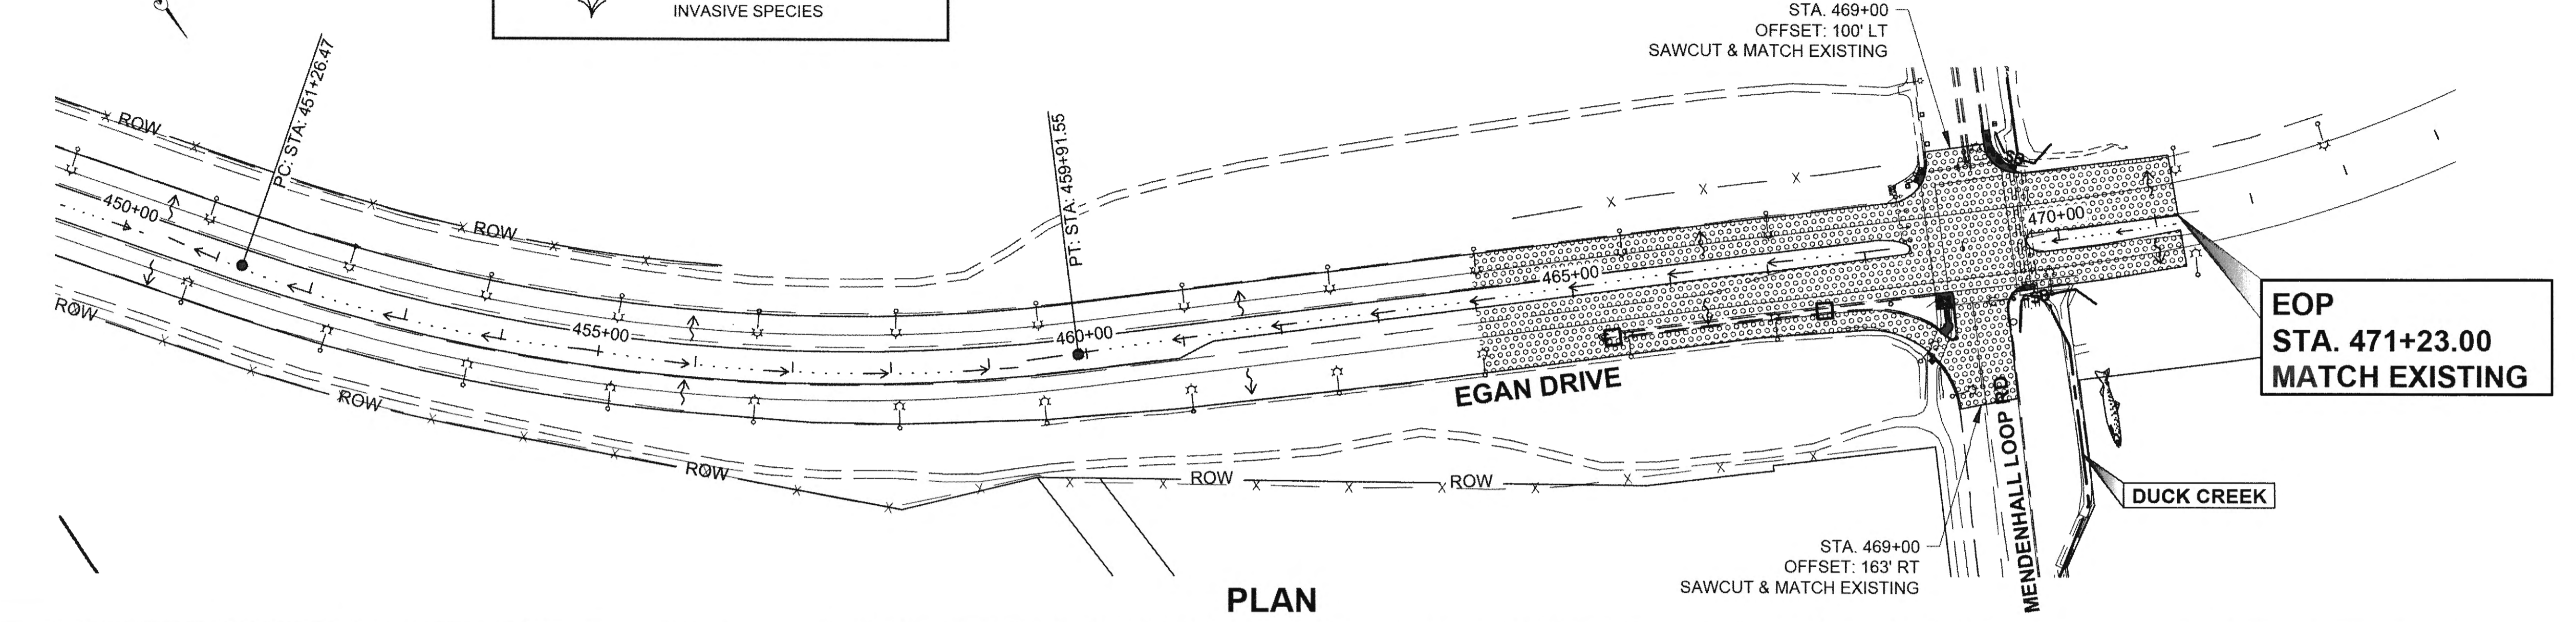 INVASIVE SPECIES
STA. 469+00
OFFSET: 100' LT
SAWCUT & MATCH EXISTING
PC: STA: 451+26.47
PT: STA: 459+91.55
ROW
ROW
450+00
455+00
460+00
465+00
470+00
ROW
ROW
ROW
ROW
ROW
EGAN DRIVE
EOP
STA. 471+23.00
MATCH EXISTING
MENDENHALL LOOP RD
DUCK CREEK
STA. 469+00
OFFSET: 163' RT
SAWCUT & MATCH EXISTING
PLAN